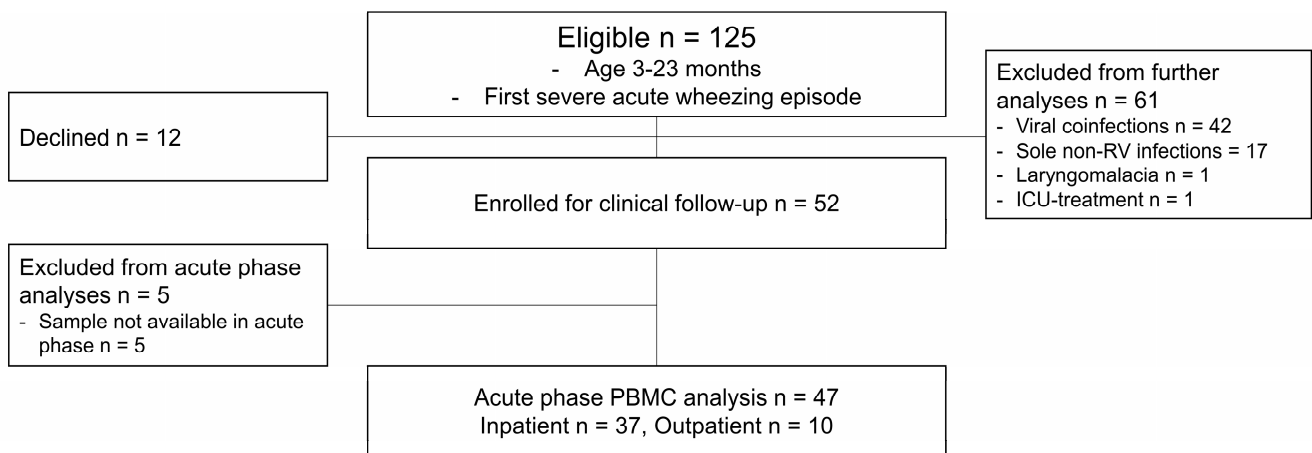 Eligible n = 125
- Age 3-23 months
- First severe acute wheezing episode
Declined n = 12
Excluded from further
analyses n = 61
- Viral coinfections n = 42
- Sole non-RV infections = 17
- Laryngomalacia n = 1
- ICU-treatment n = 1
Enrolled for clinical follow-up n = 52
Excluded from acute phase
analyses n = 5
- Sample not available in acute
phase n = 5
Acute phase PBMC analysis n = 47
Inpatient n = 37, Outpatient n = 10